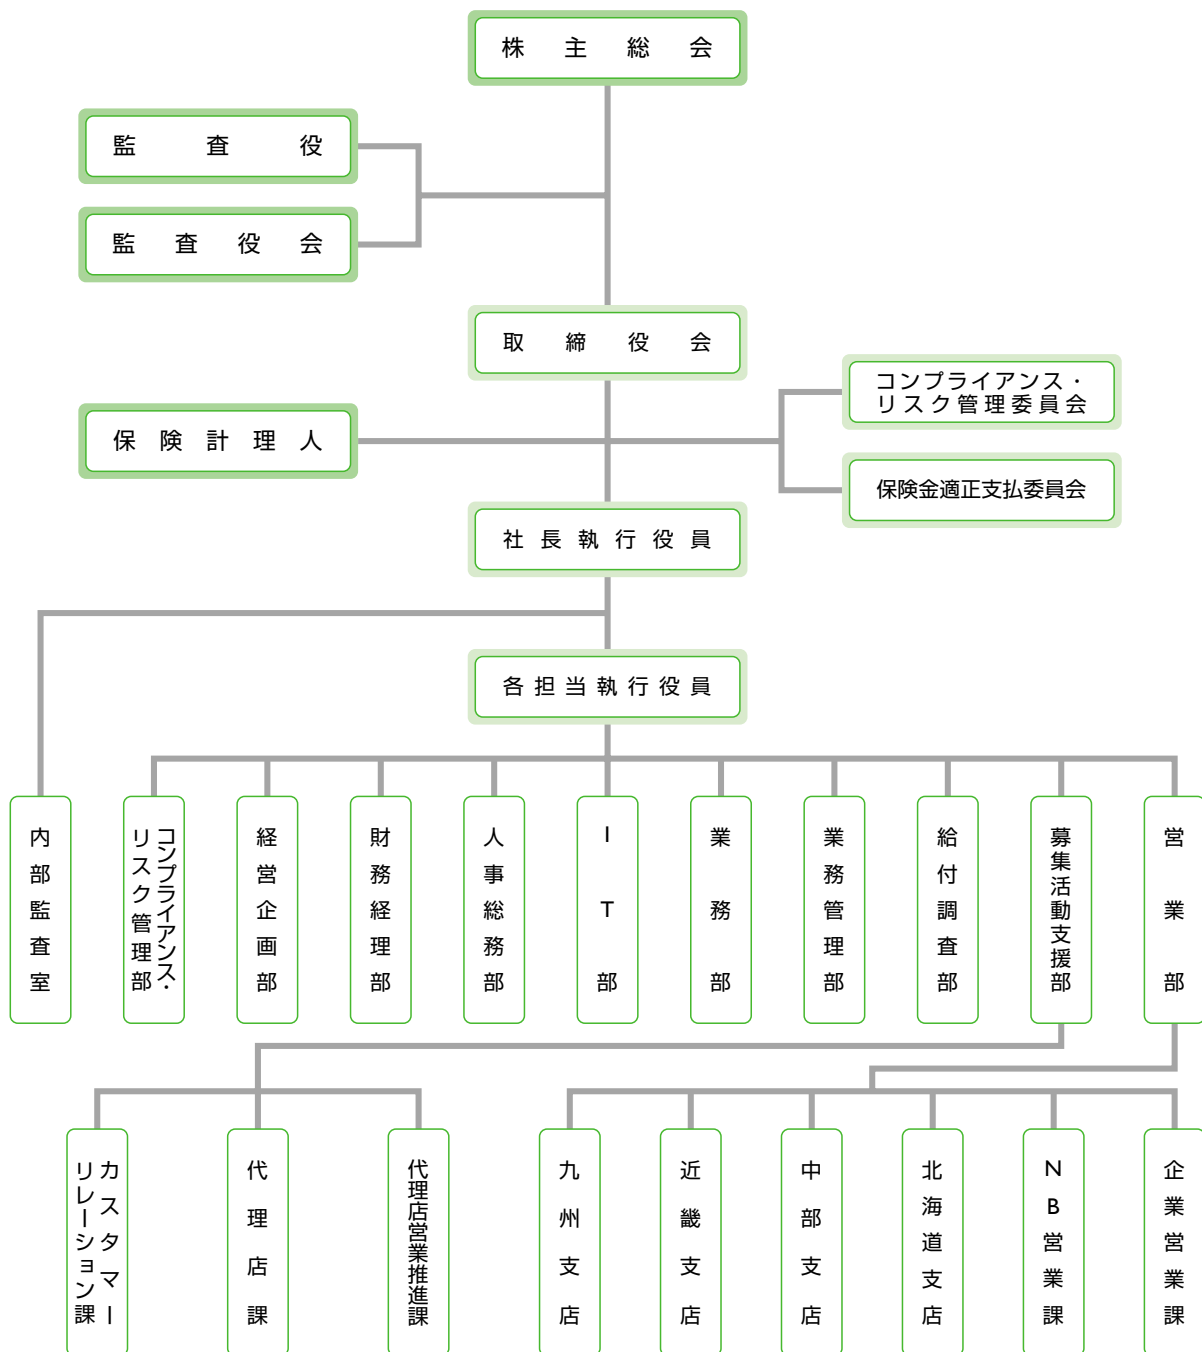 株主総会
監査役
監査役会
取締役会
コンプライアンス・
リスク管理委員会
保険計理人
保険金適正支払委員会
社長執行役員
各担当執行役員
内部監査室
コンプライアンス・
リスク管理部
経営企画部
財務経理部
人事総務部
IT部
業務部
業務管理部
給付調査部
募集活動支援部
営業部
カスタマー
リレーション課
代理店課
代理店営業推進課
九州支店
近畿支店
中部支店
北海道支店
NB営業課
企業営業課